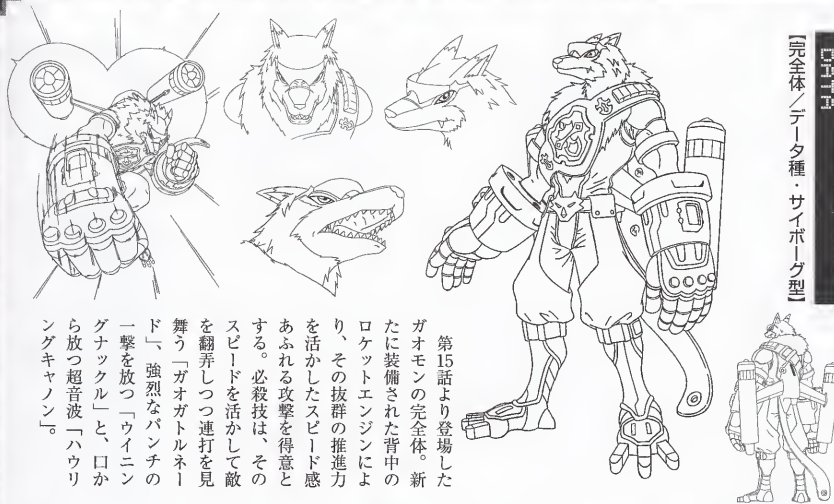 DATA
【完全体／データ種・サイボーグ型】
第15話より登場した
ガオモンの完全体。新
たに装備された背中の
ロケットエンジンによ
り、その抜群の推進力
を活かしたスピード感
あふれる攻撃を得意と
する。必殺技は、その
スピードを活かして敵
を翻弄しつつ連打を見
舞う「ガオガトルネー
ド」、強烈なパンチの
一撃を放つ「ウイニン
グナックル」と、口か
ら放つ超音波「ハウリ
ングキャノン」。